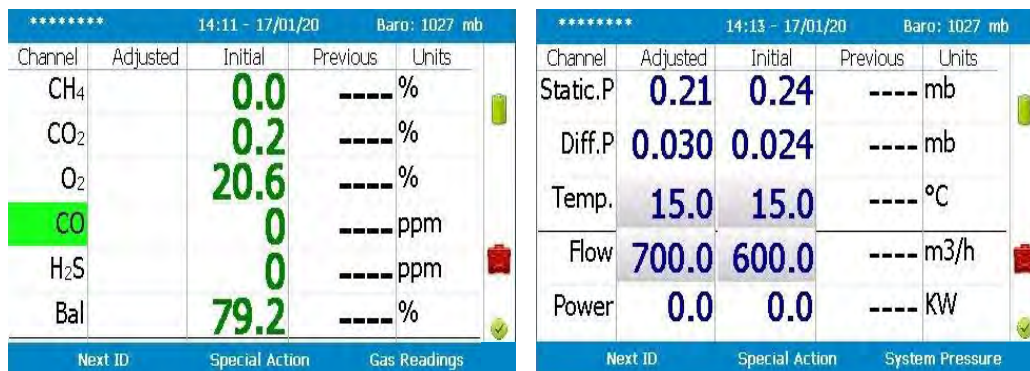 ******** 14:11 - 17/01/20 Baro: 1027 mb
Channel Adjusted Initial Previous Units
CH4 0.0 ---- %
CO2 0.2 ---- %
O2 20.6 ---- %
CO 0 ---- ppm
H2S 0 ---- ppm
Bal 79.2 ---- %
Next ID Special Action Gas Readings
******** 14:13 - 17/01/20 Baro: 1027 mb
Channel Adjusted Initial Previous Units
Static.P 0.21 0.24 ---- mb
Diff.P 0.030 0.024 ---- mb
Temp. 15.0 15.0 ---- °C
Flow 700.0 600.0 ---- m3/h
Power 0.0 0.0 ---- KW
Next ID Special Action System Pressure